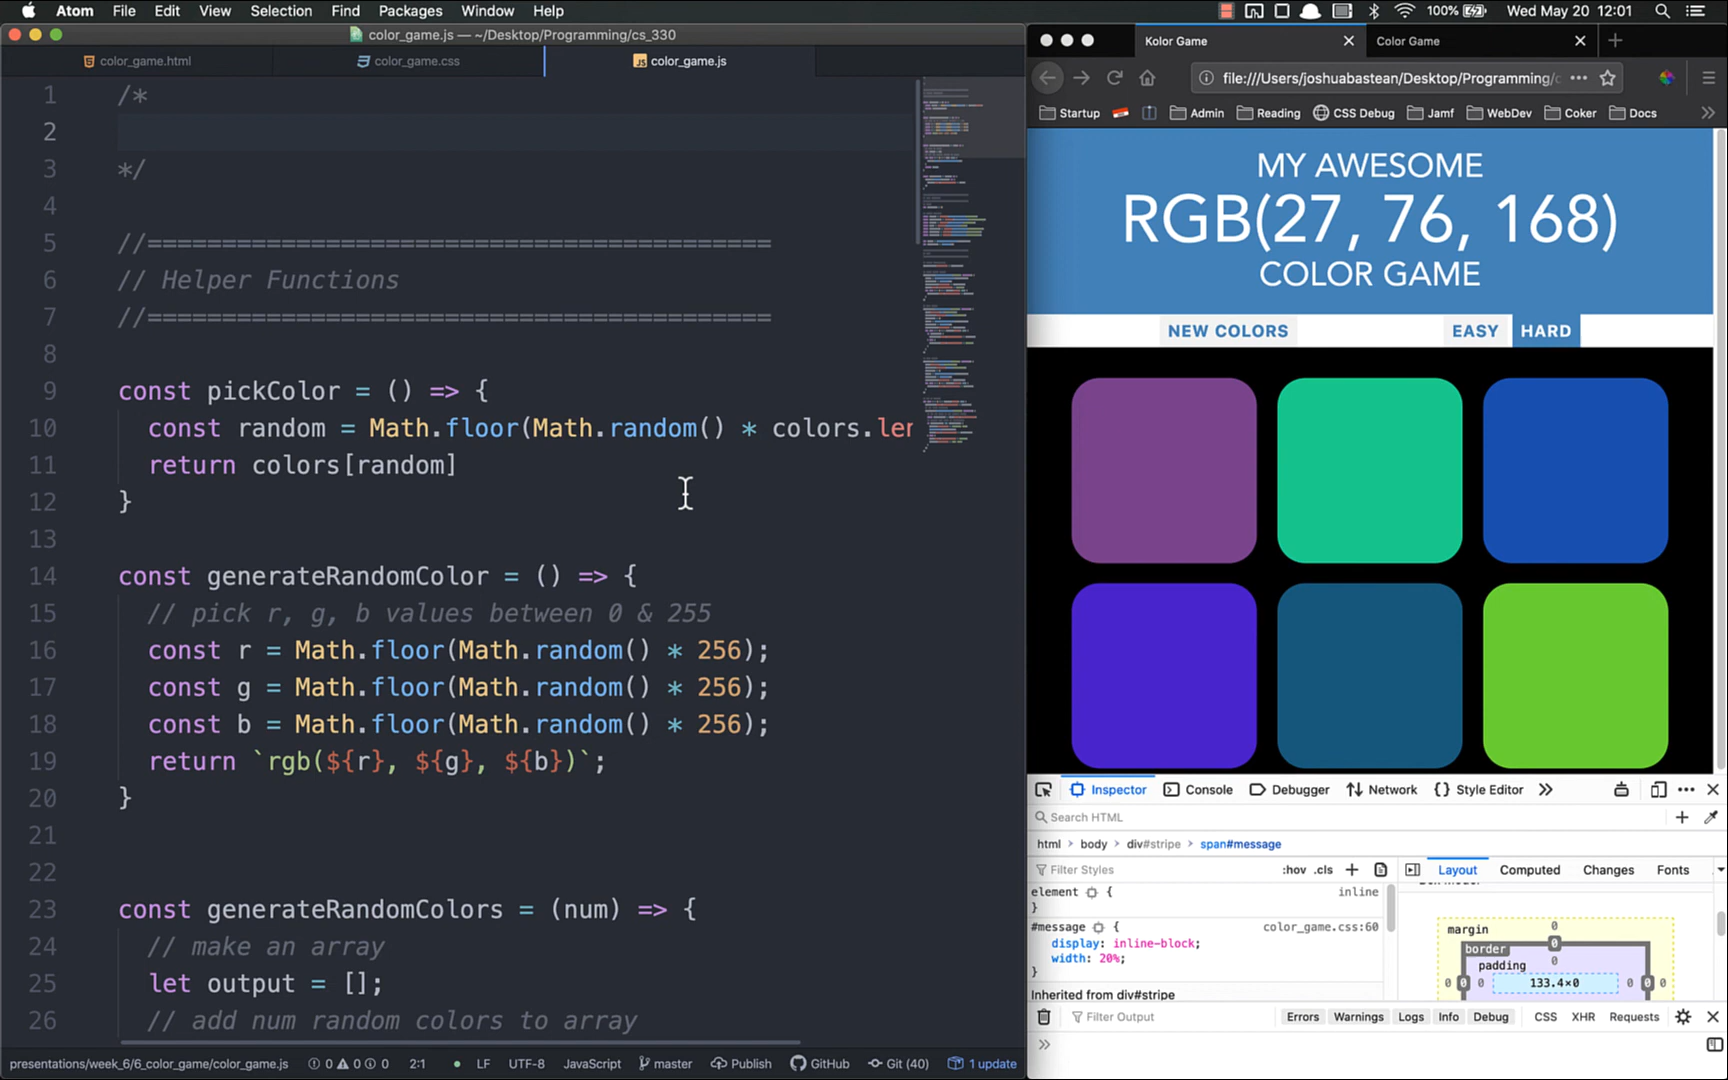 Atom File Edit View Selection Find Packages Window Help 100% Wed May 20 12:01
color_game.js — ~/Desktop/Programming/cs_330
color_game.html color_game.css color_game.js
1 /*
2
3 */
4
5 //==========================================
6 // Helper Functions
7 //==========================================
8
9 const pickColor = () => {
10 const random = Math.floor(Math.random() * colors.len
11 return colors[random]
12 }
13
14 const generateRandomColor = () => {
15 // pick r, g, b values between 0 & 255
16 const r = Math.floor(Math.random() * 256);
17 const g = Math.floor(Math.random() * 256);
18 const b = Math.floor(Math.random() * 256);
19 return `rgb(${r}, ${g}, ${b})`;
20 }
21
22
23 const generateRandomColors = (num) => {
24 // make an array
25 let output = [];
26 // add num random colors to array
presentations/week_6/6_color_game/color_game.js 0 0 0 2:1 LF UTF-8 JavaScript master Publish GitHub Git (40) 1 update
Kolor Game Color Game
file:///Users/joshuabastean/Desktop/Programming/
Startup Admin Reading CSS Debug Jamf WebDev Coker Docs
MY AWESOME
RGB(27, 76, 168)
COLOR GAME
NEW COLORS EASY HARD
Inspector Console Debugger Network Style Editor
Search HTML
html body div#stripe span#message
Filter Styles :hov .cls Layout Computed Changes Fonts
element { inline
}
#message { color_game.css:60
display: inline-block;
width: 20%;
}
Inherited from div#stripe
margin 0
border 0
padding 0
0 0 0 133.4×0 0 0 0
Filter Output Errors Warnings Logs Info Debug CSS XHR Requests